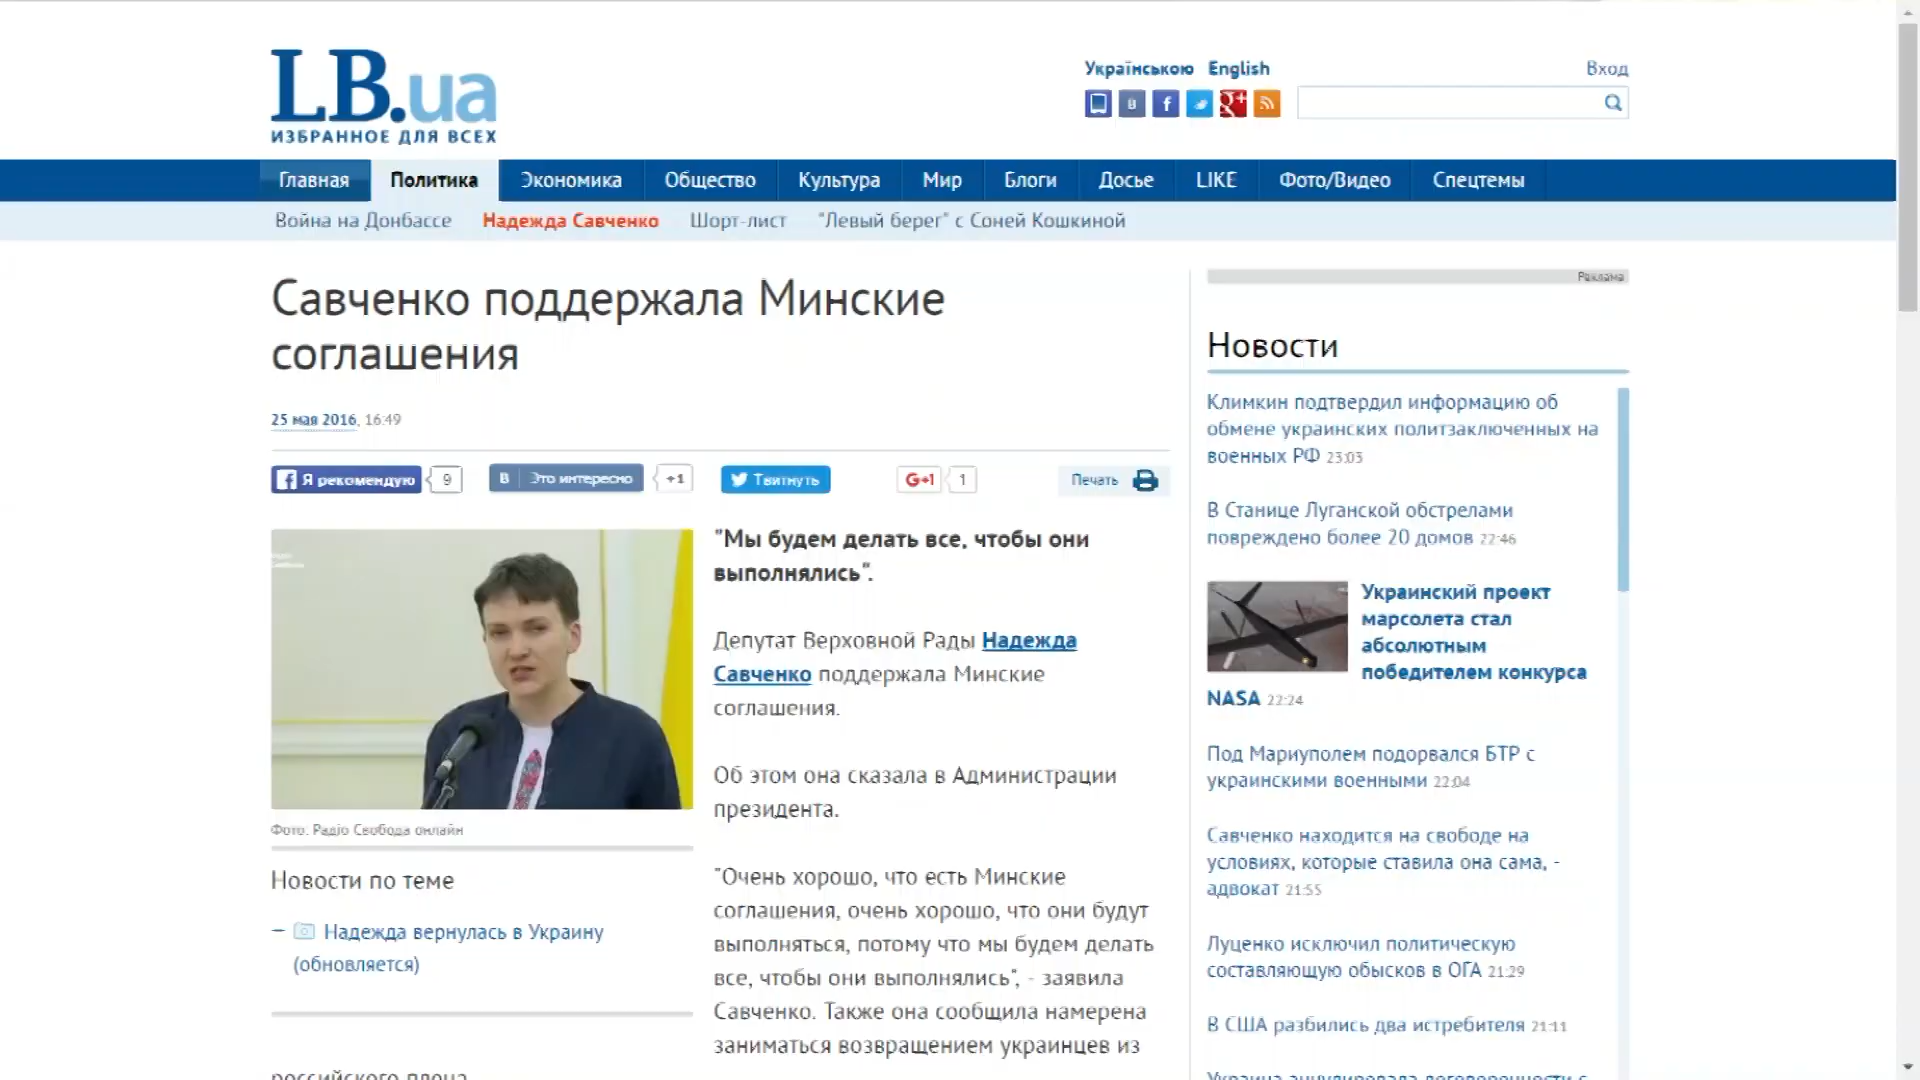 LB.ua
ИЗБРАННОЕ ДЛЯ ВСЕХ
Українською English
Вход
Главная Политика Экономика Общество Культура Мир Блоги Досье LIKE Фото/Видео Спецтемы
Война на Донбассе Надежда Савченко Шорт-лист "Левый берег" с Соней Кошкиной
Савченко поддержала Минские
соглашения
25 мая 2016, 16:49
Я рекомендую 9 В Это интересно +1 Твитнуть G+1 1 Печать
"Мы будем делать все, чтобы они
выполнялись".
Депутат Верховной Рады Надежда
Савченко поддержала Минские
соглашения.
Об этом она сказала в Администрации
президента.
"Очень хорошо, что есть Минские
соглашения, очень хорошо, что они будут
выполняться, потому что мы будем делать
все, чтобы они выполнялись", - заявила
Савченко. Также она сообщила намерена
заниматься возвращением украинцев из
Фото: Радіо Свобода онлайн
Новости по теме
Надежда вернулась в Украину
(обновляется)
российского плена
Реклама
Новости
Климкин подтвердил информацию об
обмене украинских политзаключенных на
военных РФ 23:03
В Станице Луганской обстрелами
повреждено более 20 домов 22:46
Украинский проект
марсолета стал
абсолютным
победителем конкурса
NASA 22:24
Под Мариуполем подорвался БТР с
украинскими военными 22:04
Савченко находится на свободе на
условиях, которые ставила она сама, -
адвокат 21:55
Луценко исключил политическую
составляющую обысков в ОГА 21:29
В США разбились два истребителя 21:11
Украина аннулировала договоренности с